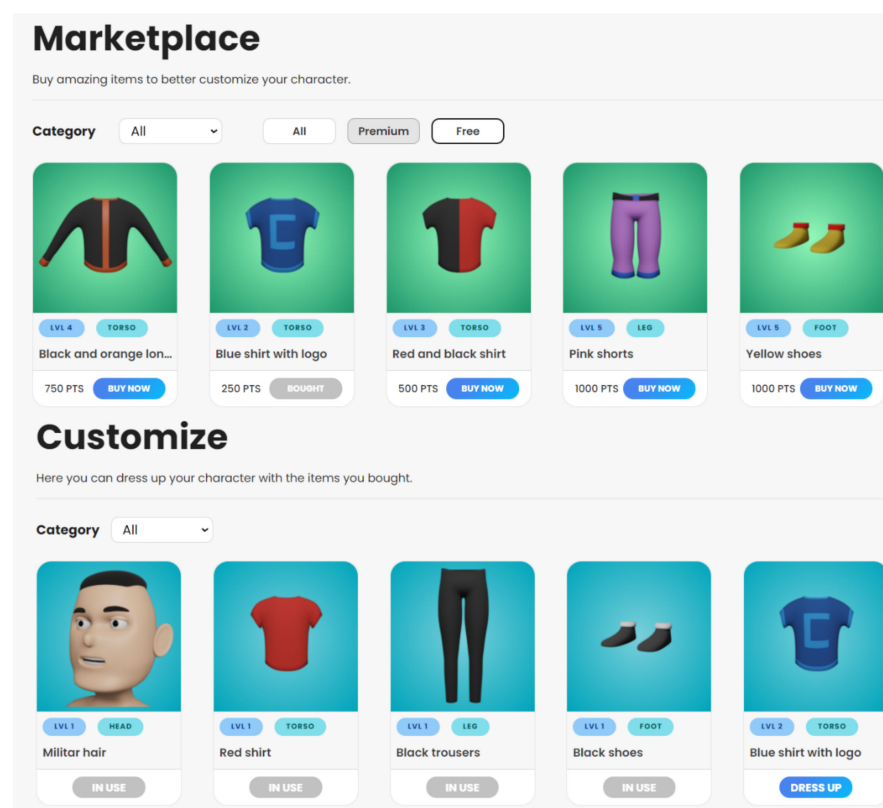 Marketplace
Buy amazing items to better customize your character.
Category All All Premium Free
LVL 4 TORSO LVL 2 TORSO LVL 3 TORSO LVL 5 LEG LVL 5 FOOT
Black and orange lon... Blue shirt with logo Red and black shirt Pink shorts Yellow shoes
750 PTS BUY NOW 250 PTS BOUGHT 500 PTS BUY NOW 1000 PTS BUY NOW 1000 PTS BUY NOW
Customize
Here you can dress up your character with the items you bought.
Category All
LVL 1 HEAD LVL 1 TORSO LVL 1 LEG LVL 1 FOOT LVL 2 TORSO
Militar hair Red shirt Black trousers Black shoes Blue shirt with logo
IN USE IN USE IN USE IN USE DRESS UP